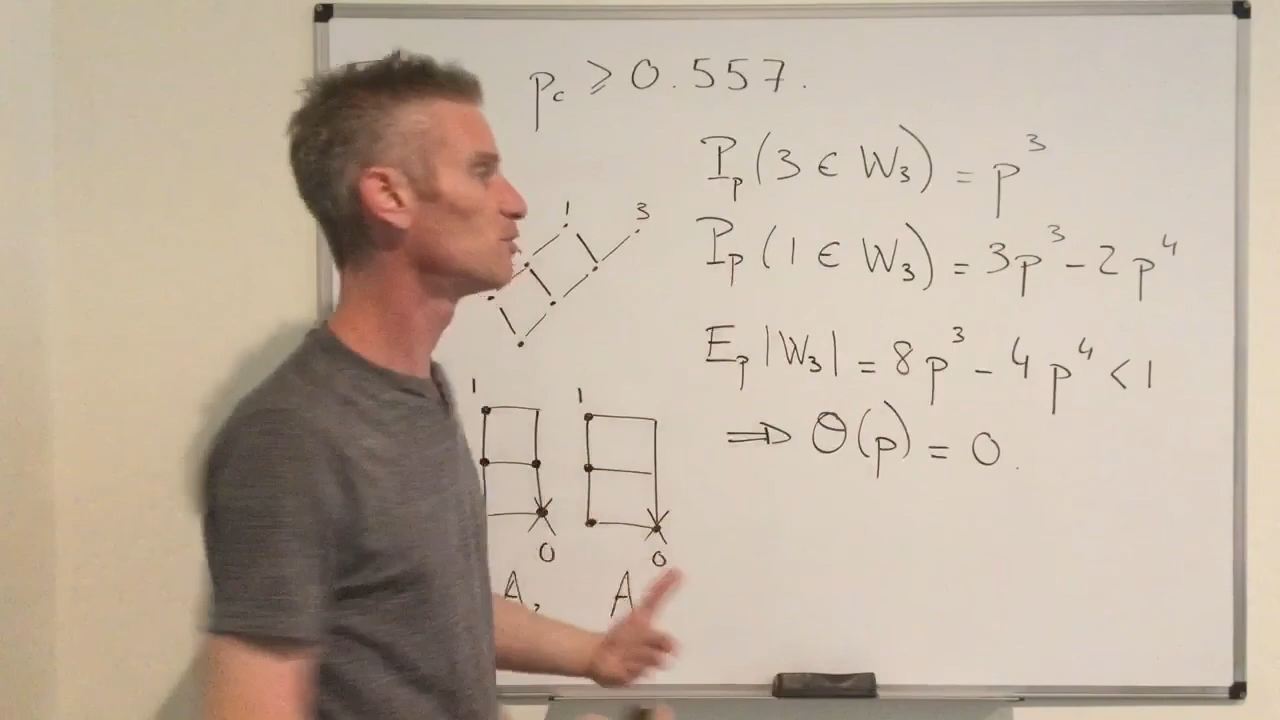 p_c ⩾ 0.557.
P_p(3 ∈ W_3) = p^3
P_p(1 ∈ W_3) = 3p^3 - 2p^4
E_p |W_3| = 8p^3 - 4p^4 < 1
⇒ Θ(p) = 0.
1 3
1 1
0 0
A, A